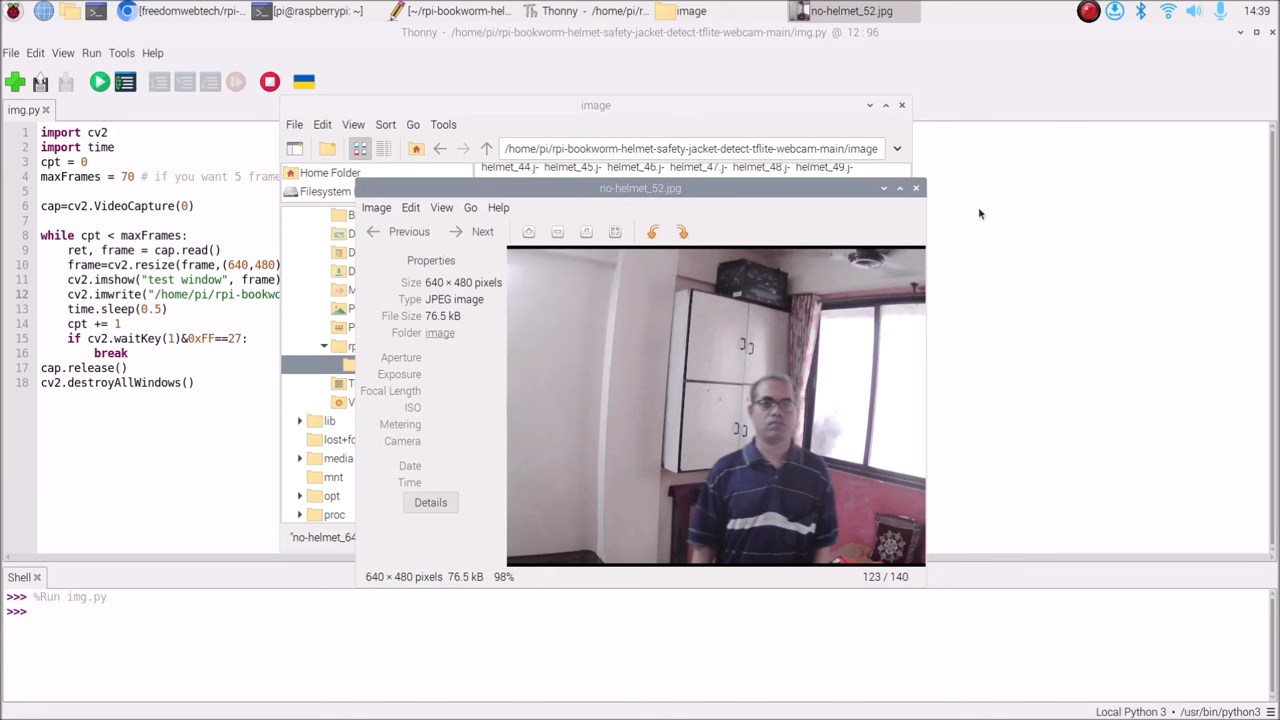 [freedomwebtech/rpi-
[pi@raspberrypi: ~]
[~/rpi-bookworm-hel...
Thonny - /home/pi/r...
image
no-helmet_52.jpg
14:39
Thonny - /home/pi/rpi-bookworm-helmet-safety-jacket-detect-tflite-webcam-main/img.py @ 12 : 96
File Edit View Run Tools Help
img.py
1 import cv2
2 import time
3 cpt = 0
4 maxFrames = 70 # if you want 5 frame
5
6 cap=cv2.VideoCapture(0)
7
8 while cpt < maxFrames:
9 ret, frame = cap.read()
10 frame=cv2.resize(frame,(640,480)
11 cv2.imshow("test window", frame)
12 cv2.imwrite("/home/pi/rpi-bookwo
13 time.sleep(0.5)
14 cpt += 1
15 if cv2.waitKey(1)&0xFF==27:
16 break
17 cap.release()
18 cv2.destroyAllWindows()
image
File Edit View Sort Go Tools
/home/pi/rpi-bookworm-helmet-safety-jacket-detect-tflite-webcam-main/image
helmet_44.j- helmet_45.j- helmet_46.j- helmet_47.j- helmet_48.j- helmet_49.j-
Home Folder
Filesystem
lib
lost+fo
media
mnt
opt
proc
"no-helmet_64
no-helmet_52.jpg
Image Edit View Go Help
Previous Next
Properties
Size 640 × 480 pixels
Type JPEG image
File Size 76.5 kB
Folder image
Aperture
Exposure
Focal Length
ISO
Metering
Camera
Date
Time
Details
640 × 480 pixels 76.5 kB 98% 123 / 140
Shell
>>> %Run img.py
>>>
Local Python 3 • /usr/bin/python3